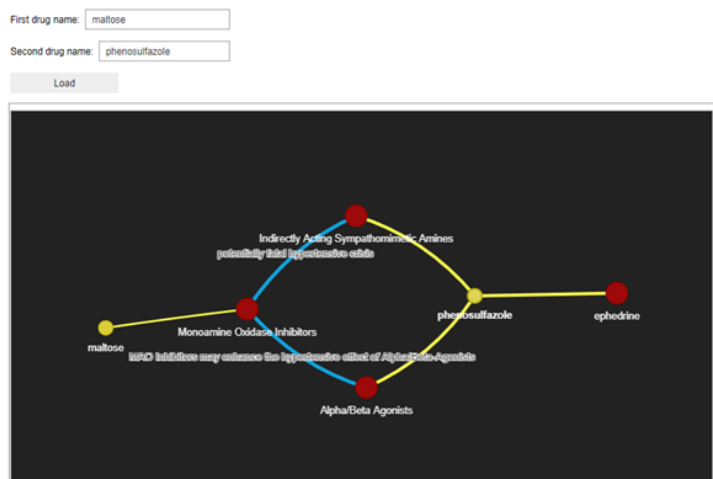 First drug name: maltose
Second drug name: phenosulfazole
Load
Indirectly Acting Sympathomimetic Amines
potentially fatal hypertensive crisis
phenosulfazole
ephedrine
Monoamine Oxidase Inhibitors
maltose
MAO Inhibitors may enhance the hypertensive effect of Alpha/Beta-Agonists
Alpha/Beta Agonists